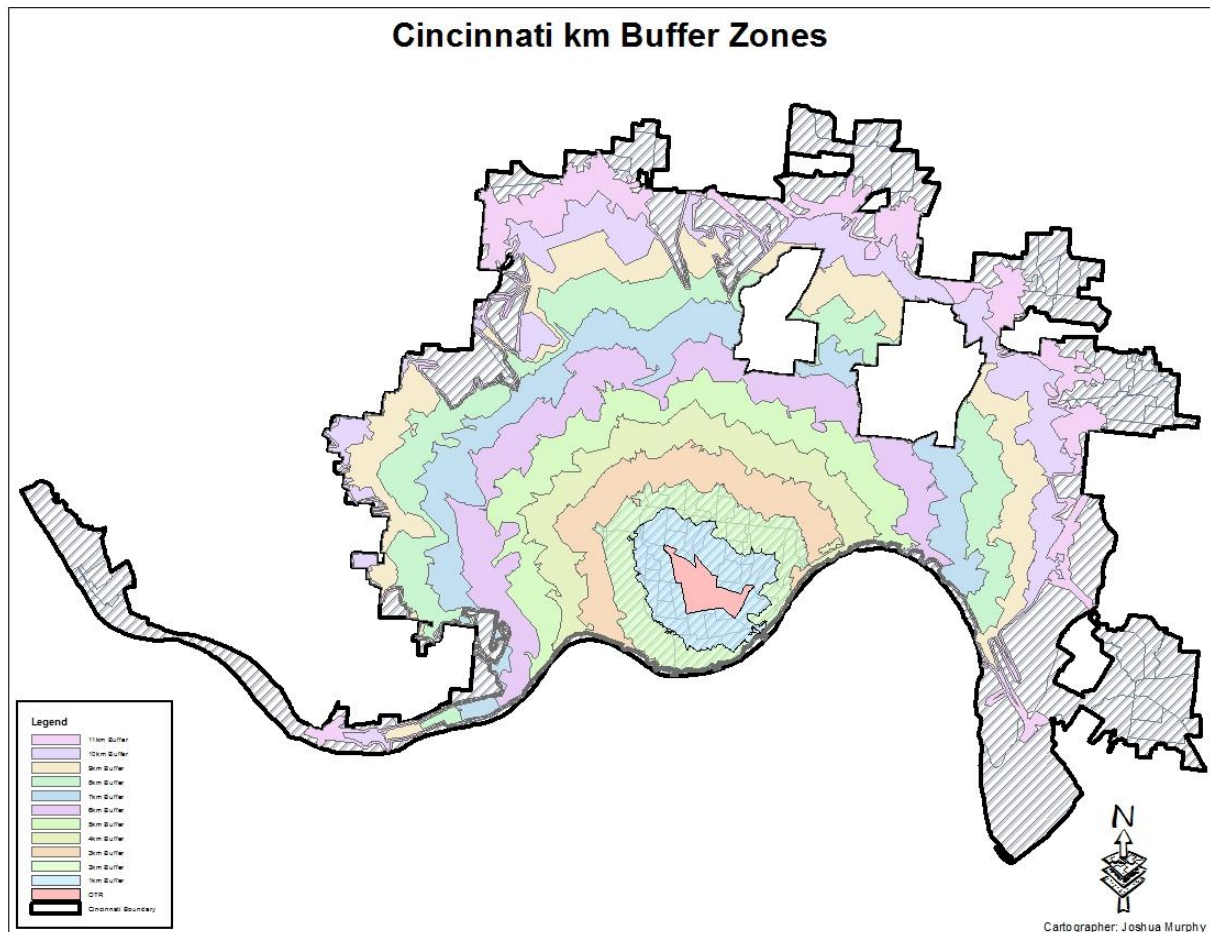 Cincinnati km Buffer Zones
Legend
11km Buffer
10km Buffer
9km Buffer
8km Buffer
7km Buffer
6km Buffer
5km Buffer
4km Buffer
3km Buffer
2km Buffer
1km Buffer
OTR
Cincinnati Boundary
N
Cartographer: Joshua Murphy